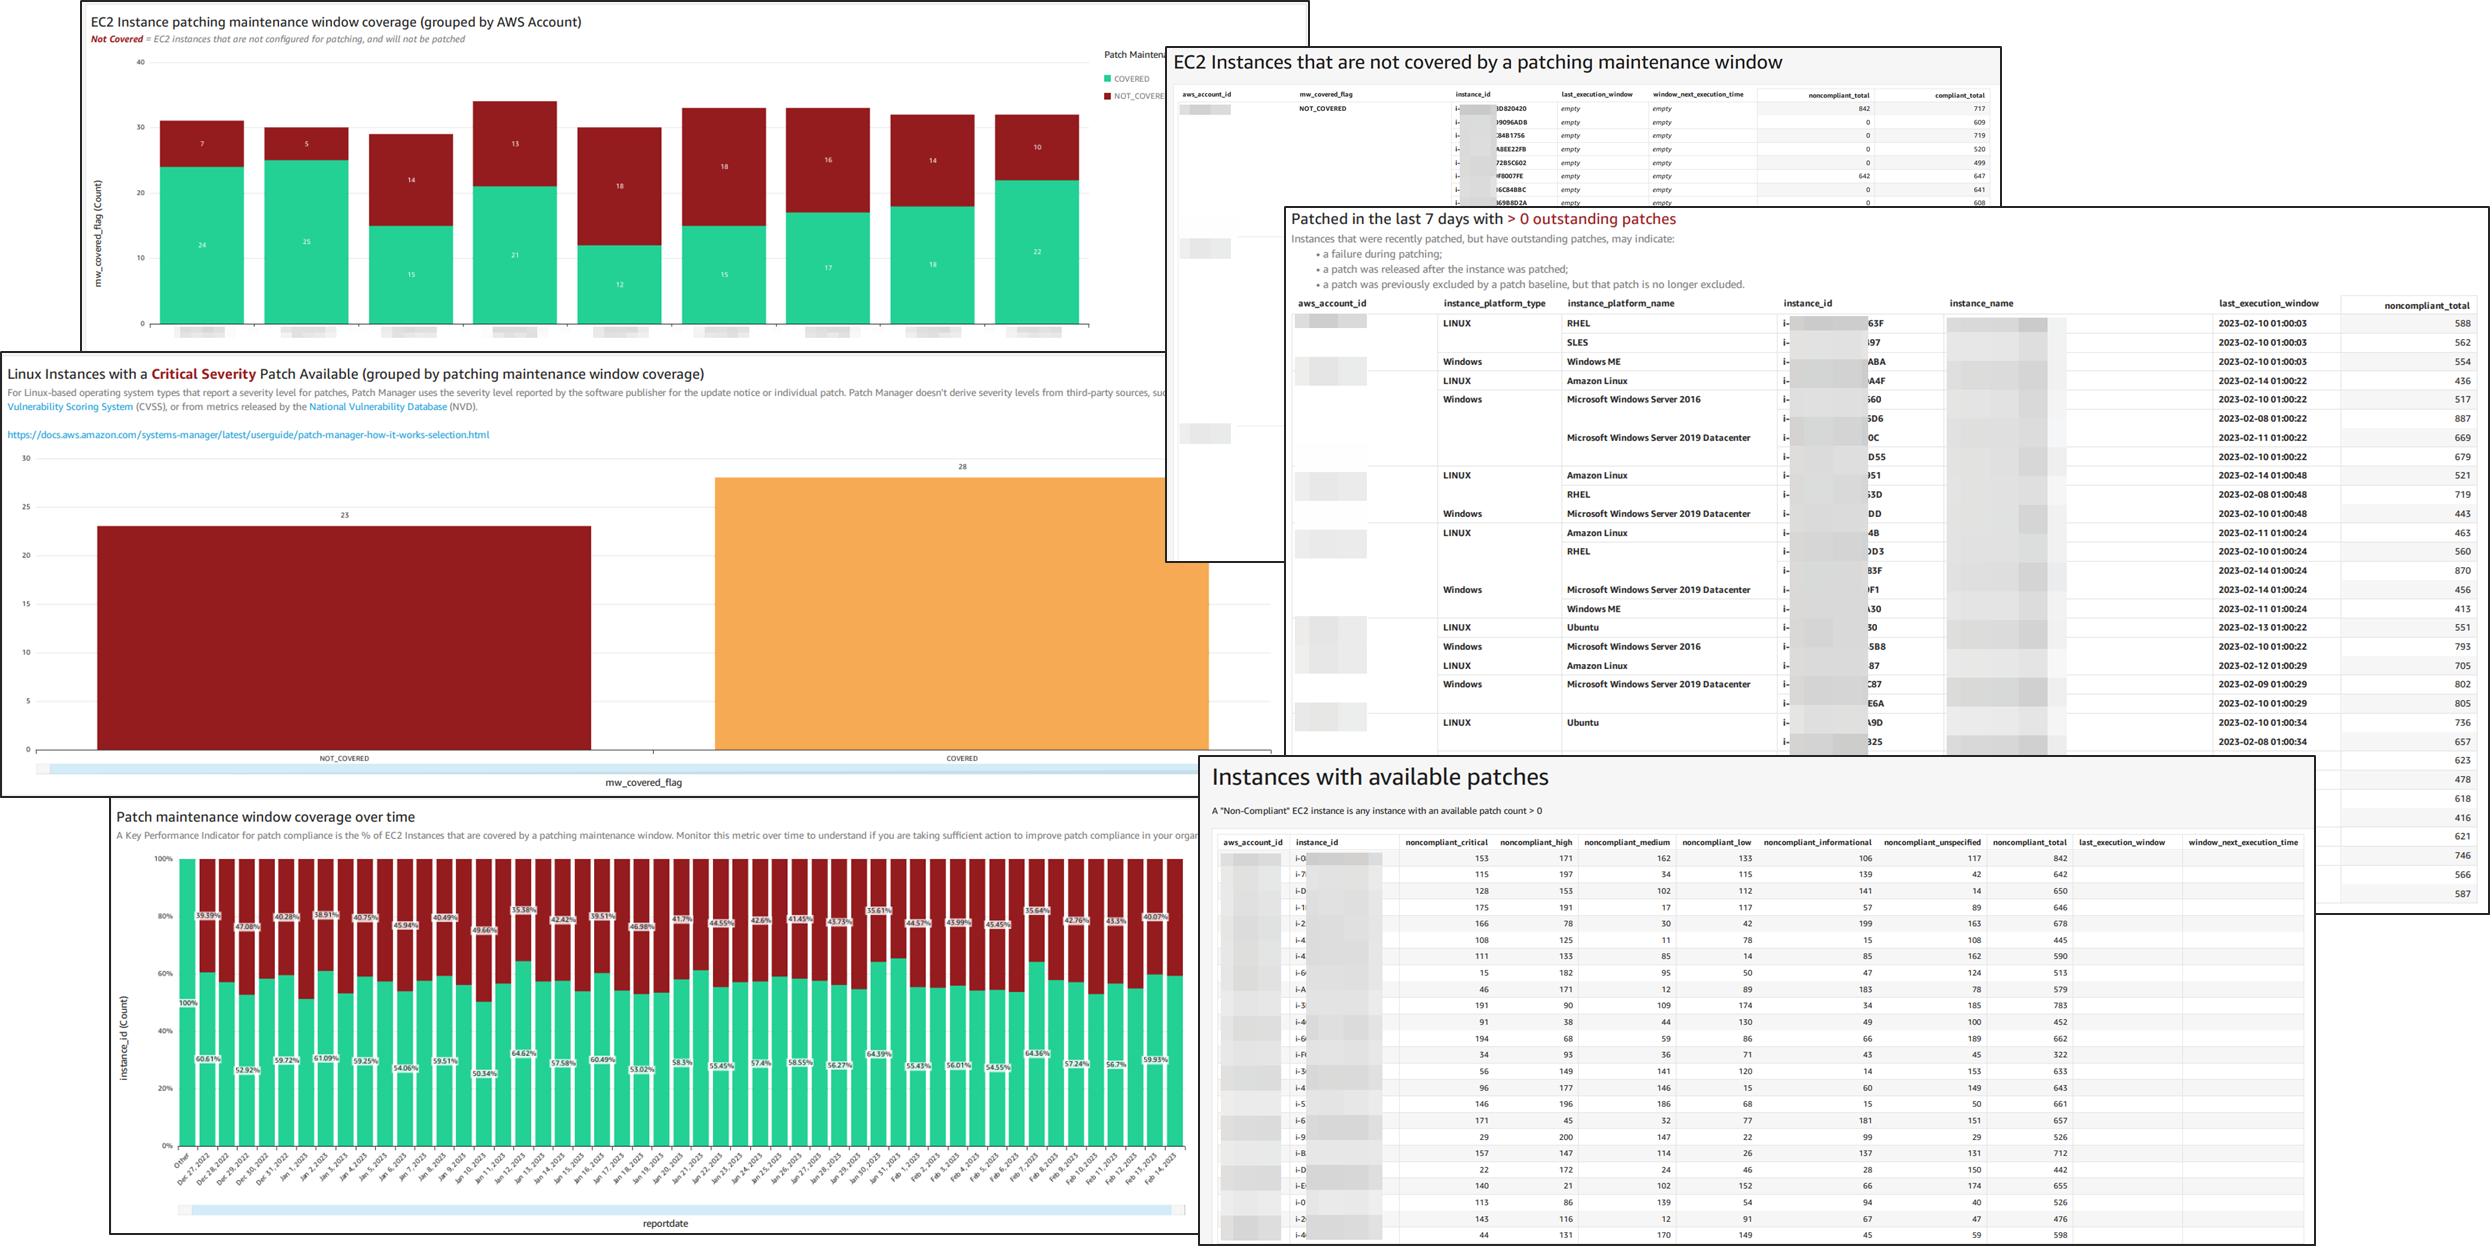 EC2 Instance patching maintenance window coverage (grouped by AWS Account)
Not Covered = EC2 instances that are not configured for patching, and will not be patched
Patch Mainten
COVERED
NOT_COVERE
mw_covered_flag (Count)
40
30
20
10
0
7 5 14 13 18 18 16 14 10
24 25 15 21 12 15 17 18 22
EC2 Instances that are not covered by a patching maintenance window
aws_account_id mw_covered_flag instance_id last_execution_window window_next_execution_time noncompliant_total compliant_total
NOT_COVERED i- D820420 empty empty 842 717
i- 9096ADB empty empty 0 609
i- 84B1756 empty empty 0 719
i- A8EE22FB empty empty 0 520
i- 72B5C602 empty empty 0 499
i- F8007FE empty empty 642 647
i- 6C84BBC empty empty 0 641
i- 869B8D2A empty empty 0 608
Patched in the last 7 days with > 0 outstanding patches
Instances that were recently patched, but have outstanding patches, may indicate:
• a failure during patching;
• a patch was released after the instance was patched;
• a patch was previously excluded by a patch baseline, but that patch is no longer excluded.
aws_account_id instance_platform_type instance_platform_name instance_id instance_name last_execution_window noncompliant_total
LINUX RHEL i- 63F 2023-02-10 01:00:03 588
SLES i- 497 2023-02-10 01:00:03 562
Windows Windows ME i- ABA 2023-02-10 01:00:03 554
LINUX Amazon Linux i- A4F 2023-02-14 01:00:22 436
Windows Microsoft Windows Server 2016 i- 660 2023-02-10 01:00:22 517
i- 5D6 2023-02-08 01:00:22 887
Microsoft Windows Server 2019 Datacenter i- 0C 2023-02-11 01:00:22 669
i- D55 2023-02-10 01:00:22 679
LINUX Amazon Linux i- 951 2023-02-14 01:00:48 521
RHEL i- 53D 2023-02-08 01:00:48 719
Windows Microsoft Windows Server 2019 Datacenter i- DD 2023-02-10 01:00:48 443
LINUX Amazon Linux i- 4B 2023-02-11 01:00:24 463
RHEL i- DD3 2023-02-10 01:00:24 560
i- 83F 2023-02-14 01:00:24 870
Windows Microsoft Windows Server 2019 Datacenter i- F1 2023-02-14 01:00:24 456
Windows ME i- A30 2023-02-11 01:00:24 413
LINUX Ubuntu i- 30 2023-02-13 01:00:22 551
Windows Microsoft Windows Server 2016 i- 5B8 2023-02-10 01:00:22 793
LINUX Amazon Linux i- 87 2023-02-12 01:00:29 705
Windows Microsoft Windows Server 2019 Datacenter i- C87 2023-02-09 01:00:29 802
i- E6A 2023-02-10 01:00:29 805
LINUX Ubuntu i- A9D 2023-02-10 01:00:34 736
i- 825 2023-02-08 01:00:34 657
623
478
618
416
621
746
566
587
Linux Instances with a Critical Severity Patch Available (grouped by patching maintenance window coverage)
For Linux-based operating system types that report a severity level for patches, Patch Manager uses the severity level reported by the software publisher for the update notice or individual patch. Patch Manager doesn't derive severity levels from third-party sources, suc
Vulnerability Scoring System (CVSS), or from metrics released by the National Vulnerability Database (NVD).
https://docs.aws.amazon.com/systems-manager/latest/userguide/patch-manager-how-it-works-selection.html
30
25
20
15
10
5
0
23 28
NOT_COVERED COVERED
mw_covered_flag
Patch maintenance window coverage over time
A Key Performance Indicator for patch compliance is the % of EC2 Instances that are covered by a patching maintenance window. Monitor this metric over time to understand if you are taking sufficient action to improve patch compliance in your organ
instance_id (Count)
100%
80%
60%
40%
20%
0%
39.39% 47.08% 40.28% 38.91% 40.75% 45.94% 40.49% 49.66% 35.38% 42.42% 39.51% 46.98% 41.7% 44.55% 42.6% 41.45% 43.73% 35.61% 44.57% 43.99% 45.45% 35.64% 42.76% 43.3% 40.07%
100% 60.61% 52.92% 59.72% 61.09% 59.25% 54.06% 59.51% 50.34% 64.62% 57.58% 60.49% 53.02% 58.3% 55.45% 57.4% 58.55% 56.27% 64.39% 55.43% 56.01% 54.55% 64.36% 57.24% 56.7% 59.93%
Other Dec 27, 2022 Dec 28, 2022 Dec 29, 2022 Dec 30, 2022 Dec 31, 2022 Jan 1, 2023 Jan 2, 2023 Jan 3, 2023 Jan 4, 2023 Jan 5, 2023 Jan 6, 2023 Jan 7, 2023 Jan 8, 2023 Jan 9, 2023 Jan 10, 2023 Jan 11, 2023 Jan 12, 2023 Jan 13, 2023 Jan 14, 2023 Jan 15, 2023 Jan 16, 2023 Jan 17, 2023 Jan 18, 2023 Jan 19, 2023 Jan 20, 2023 Jan 21, 2023 Jan 22, 2023 Jan 23, 2023 Jan 24, 2023 Jan 25, 2023 Jan 26, 2023 Jan 27, 2023 Jan 28, 2023 Jan 29, 2023 Jan 30, 2023 Jan 31, 2023 Feb 1, 2023 Feb 2, 2023 Feb 3, 2023 Feb 4, 2023 Feb 5, 2023 Feb 6, 2023 Feb 7, 2023 Feb 8, 2023 Feb 9, 2023 Feb 10, 2023 Feb 11, 2023 Feb 12, 2023 Feb 13, 2023 Feb 14, 2023
reportdate
Instances with available patches
A "Non-Compliant" EC2 instance is any instance with an available patch count > 0
aws_account_id instance_id noncompliant_critical noncompliant_high noncompliant_medium noncompliant_low noncompliant_informational noncompliant_unspecified noncompliant_total last_execution_window window_next_execution_time
i-0 153 171 162 133 106 117 842
i-7 115 197 34 115 139 42 642
i-D 128 153 102 112 141 14 650
i-1 175 191 17 117 57 89 646
i-2 166 78 30 42 199 163 678
i-4 108 125 11 78 15 108 445
i-4 111 133 85 14 85 162 590
i-6 15 182 95 50 47 124 513
i-A 46 171 12 89 183 78 579
i-3 191 90 109 174 34 185 783
i-4 91 38 44 130 49 100 452
i-6 194 68 59 86 66 189 662
i-F 34 93 36 71 43 45 322
i-3 56 149 141 120 14 153 633
i-4 96 177 146 15 60 149 643
i-5 146 196 186 68 15 50 661
i-6 171 45 32 77 181 151 657
i-9 29 200 147 22 99 29 526
i-B 157 147 114 26 137 131 712
i-D 22 172 24 46 28 150 442
i-E 140 21 102 152 66 174 655
i-0 113 86 139 54 94 40 526
i-2 143 116 12 91 67 47 476
i-4 44 131 170 149 45 59 598